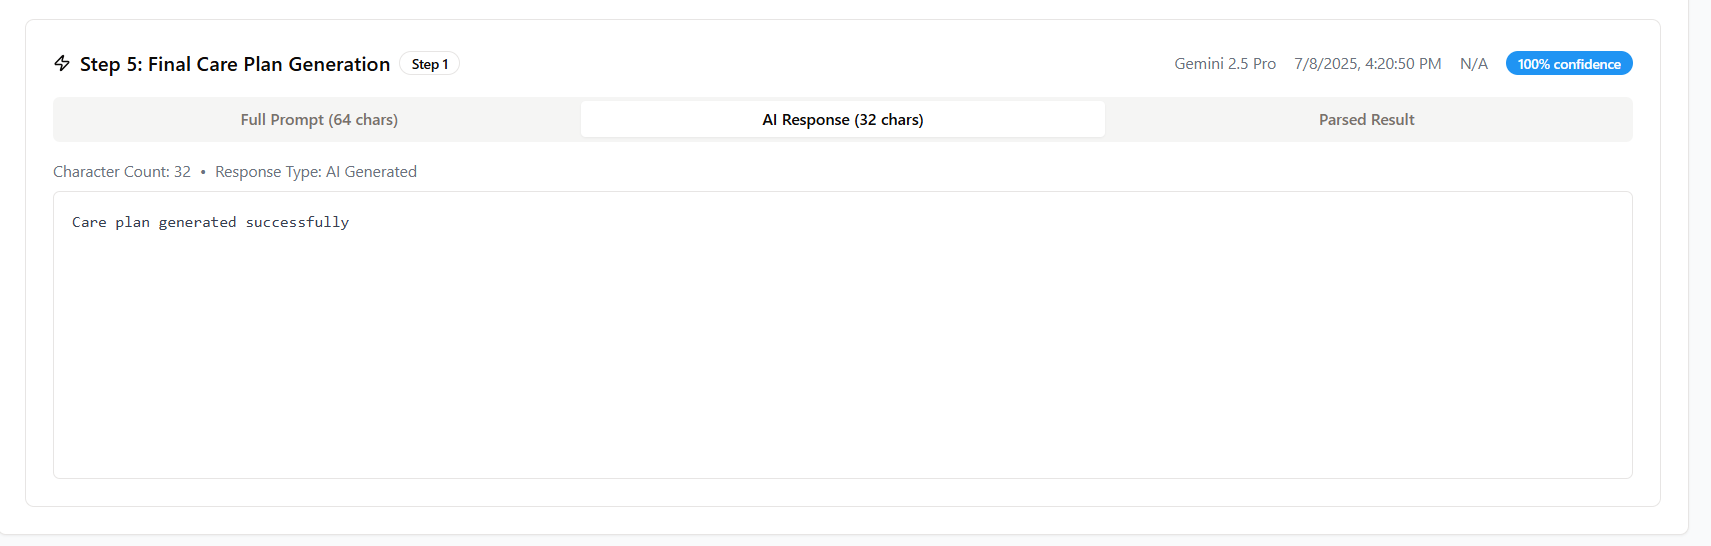 Step 5: Final Care Plan Generation Step 1 Gemini 2.5 Pro 7/8/2025, 4:20:50 PM N/A 100% confidence
Full Prompt (64 chars) AI Response (32 chars) Parsed Result
Character Count: 32 • Response Type: AI Generated
Care plan generated successfully